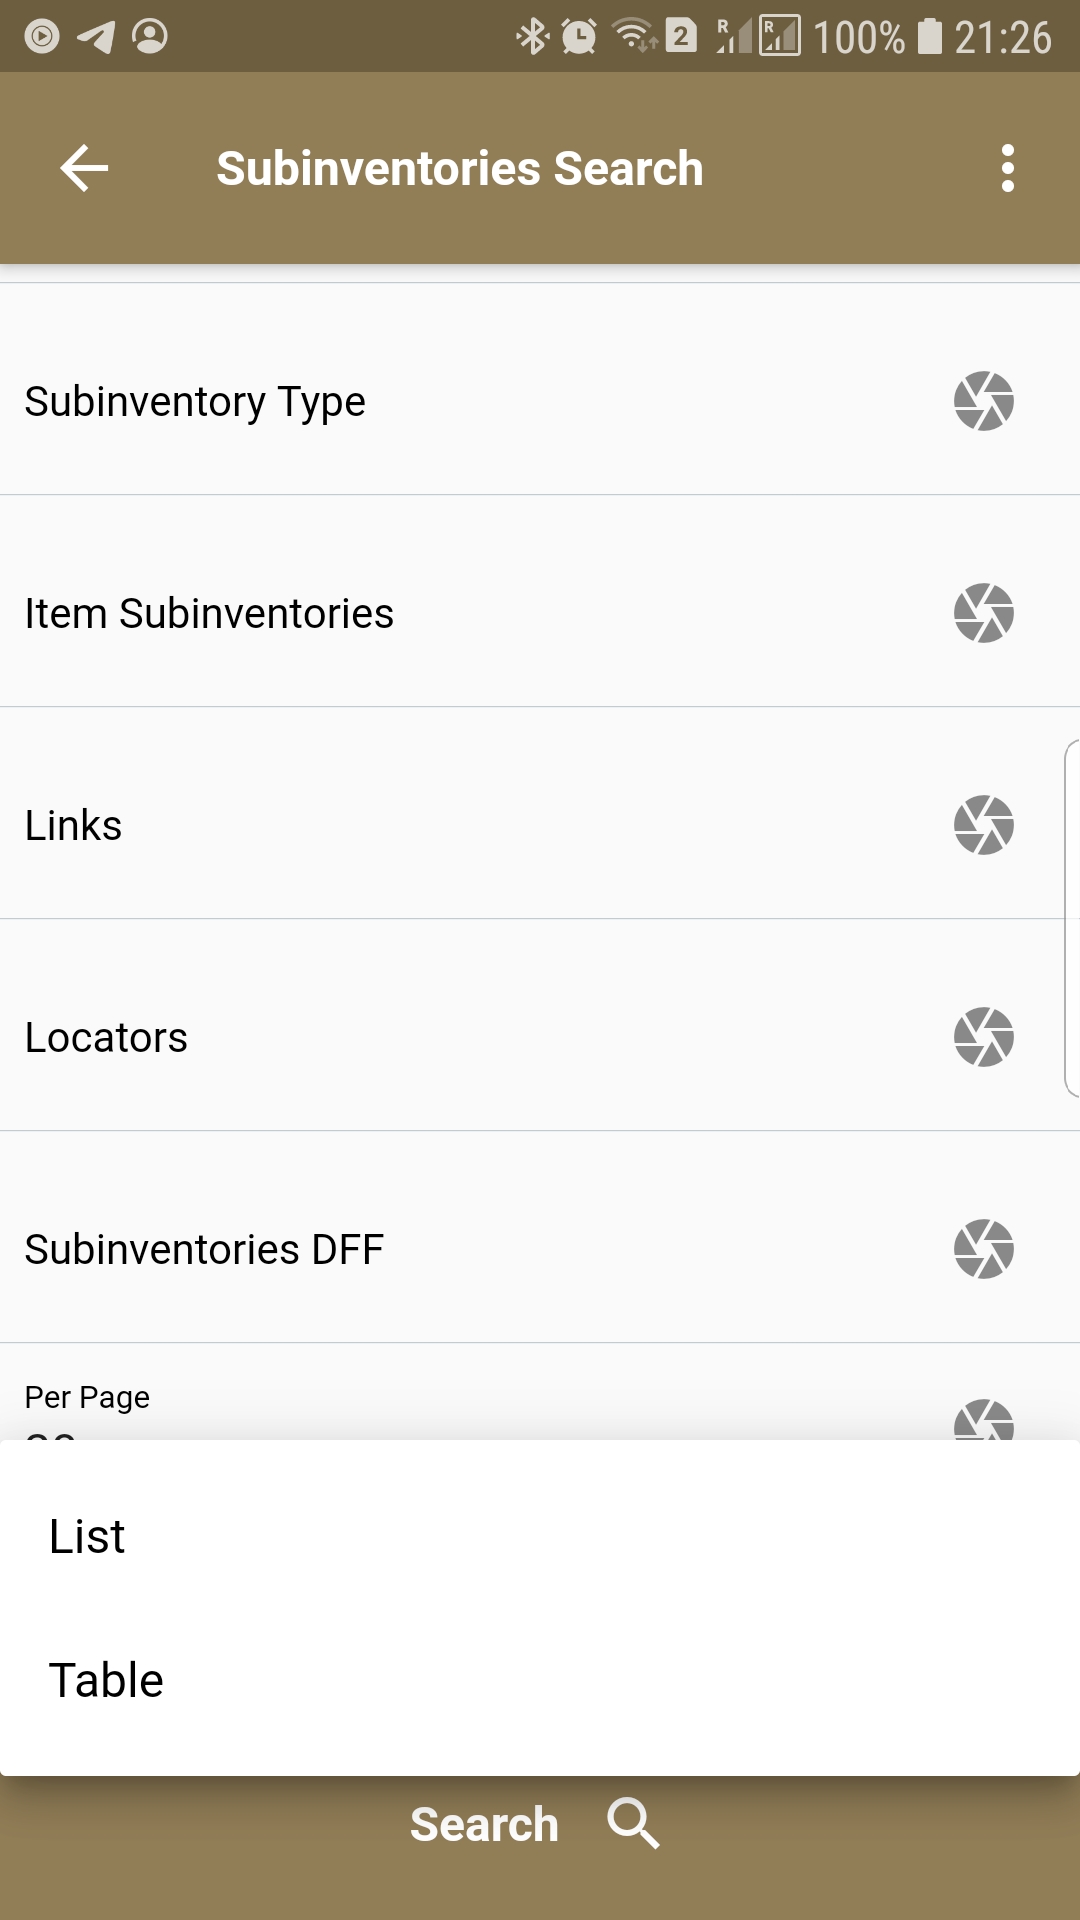 2 R R 100% 21:26
Subinventories Search
Subinventory Type
Item Subinventories
Links
Locators
Subinventories DFF
Per Page
List
Table
Search